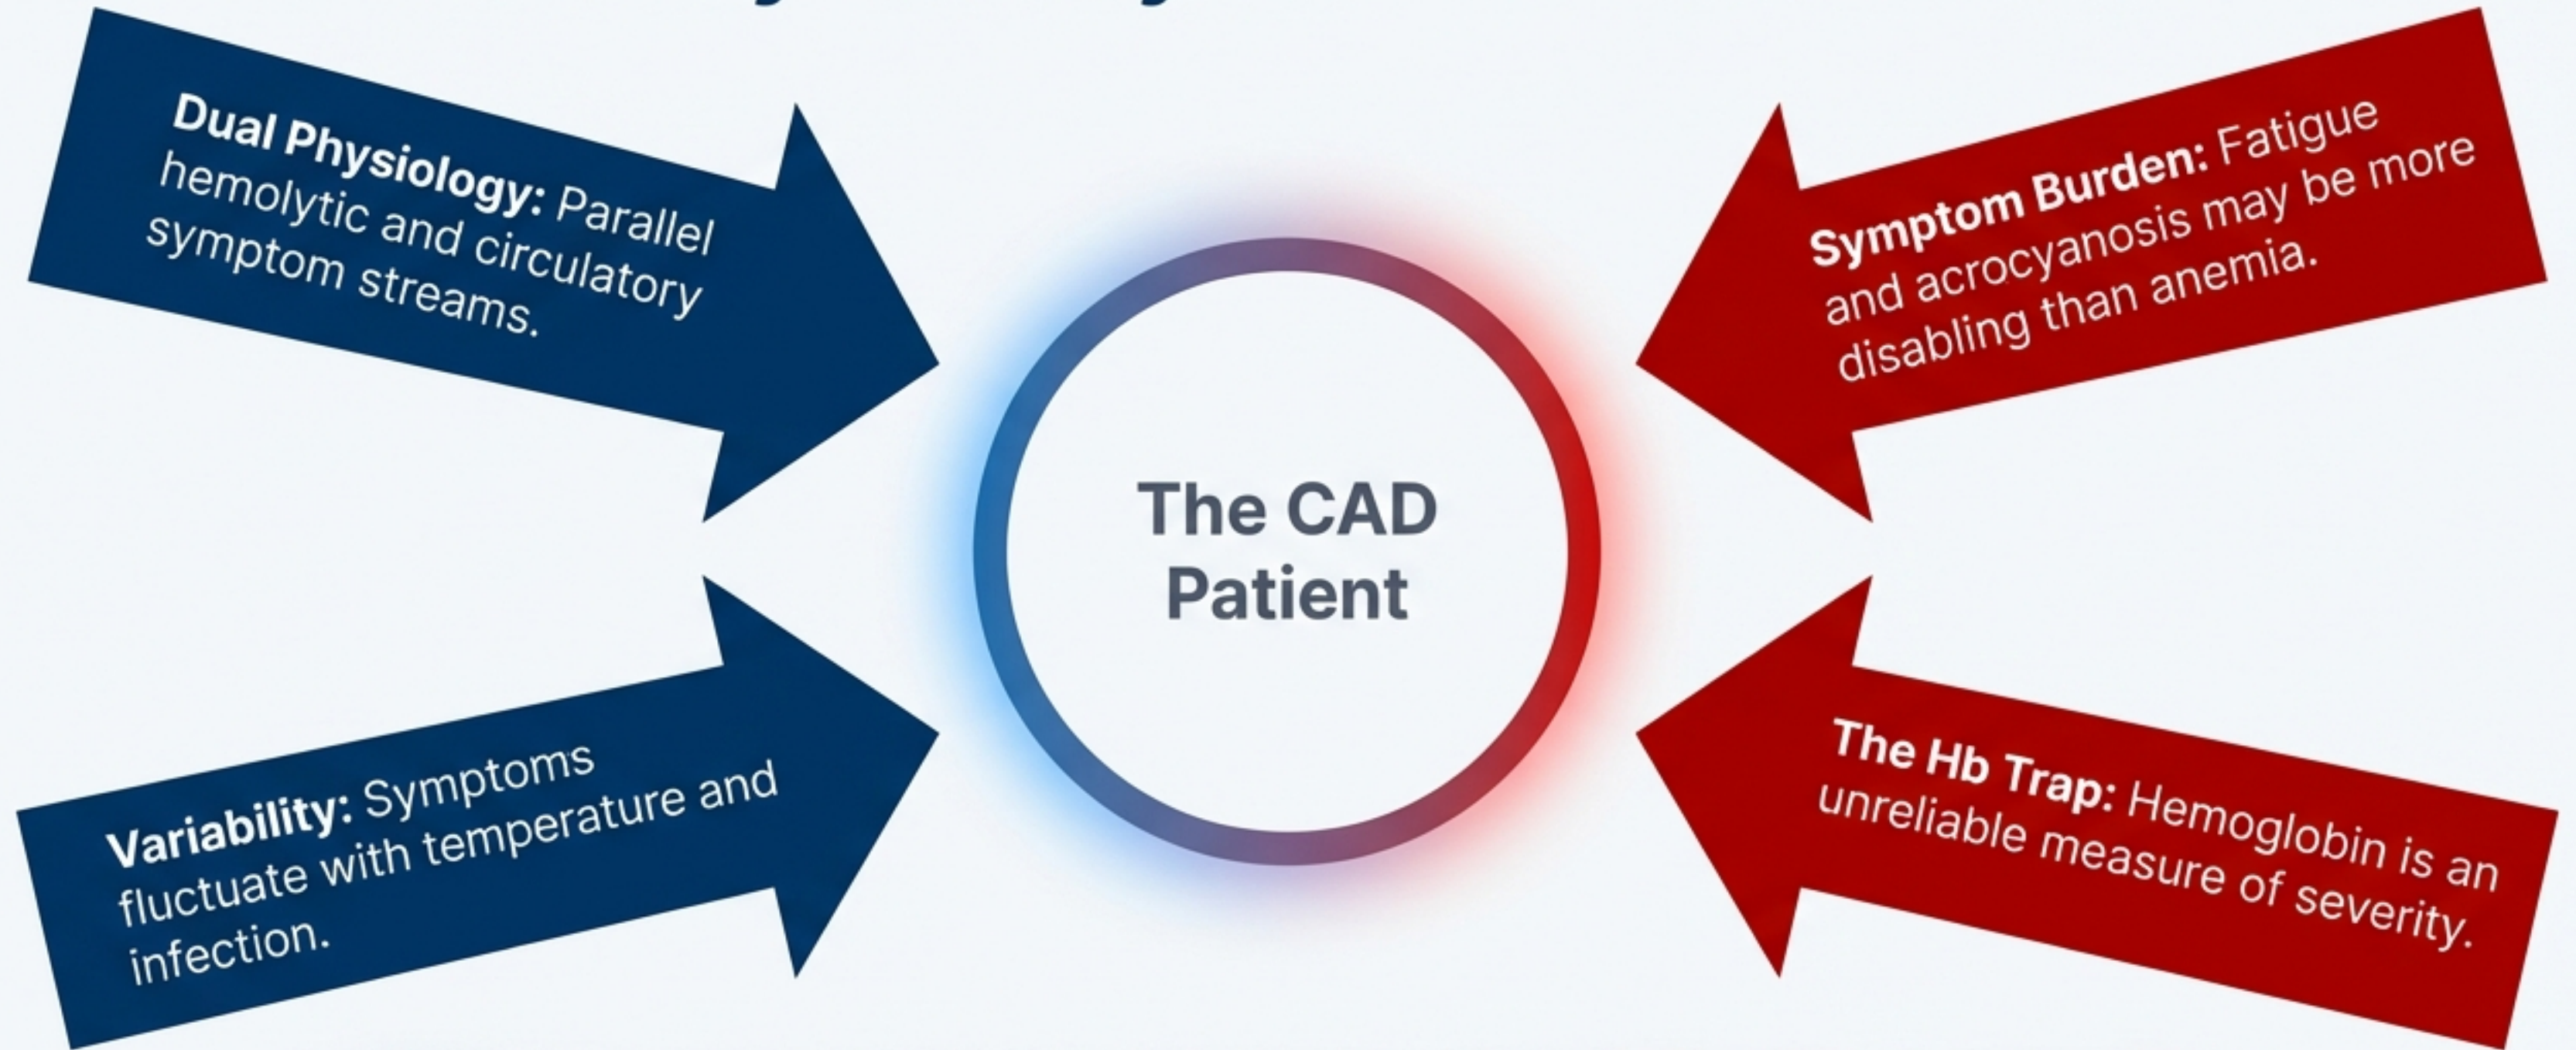 Dual Physiology: Parallel
hemolytic and circulatory
symptom streams.
Symptom Burden: Fatigue
and acrocyanosis may be more
disabling than anemia.
The CAD
Patient
Variability: Symptoms
fluctuate with temperature and
infection.
The Hb Trap: Hemoglobin is an
unreliable measure of severity.